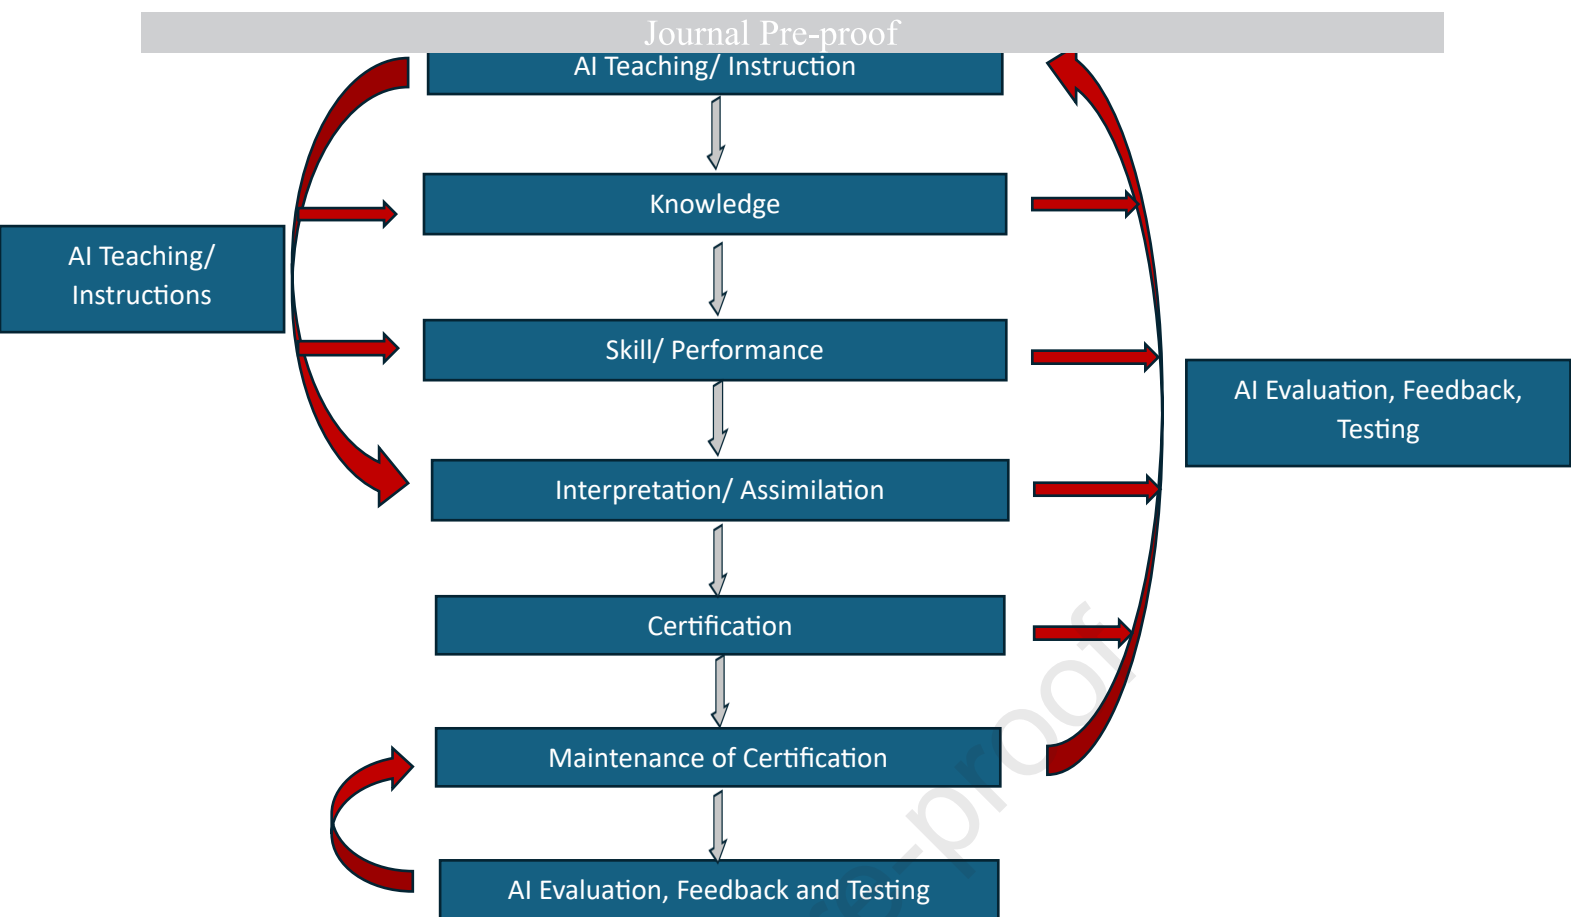 Journal Pre-proof
AI Teaching/ Instruction
Knowledge
AI Teaching/
Instructions
Skill/ Performance
AI Evaluation, Feedback,
Testing
Interpretation/ Assimilation
Certification
Maintenance of Certification
AI Evaluation, Feedback and Testing
-proof